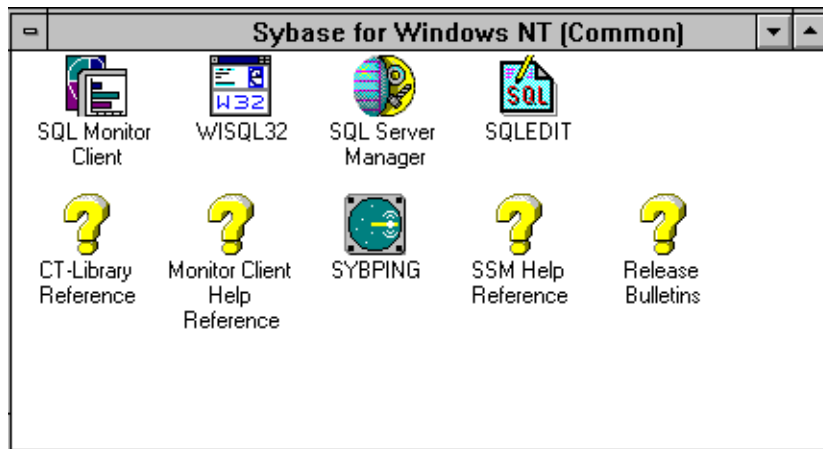 Sybase for Windows NT (Common)
W32
SQL
SQL Monitor
Client
WISQL32
SQL Server
Manager
SQLEDIT
CT-Library
Reference
Monitor Client
Help
Reference
SYBPING
SSM Help
Reference
Release
Bulletins